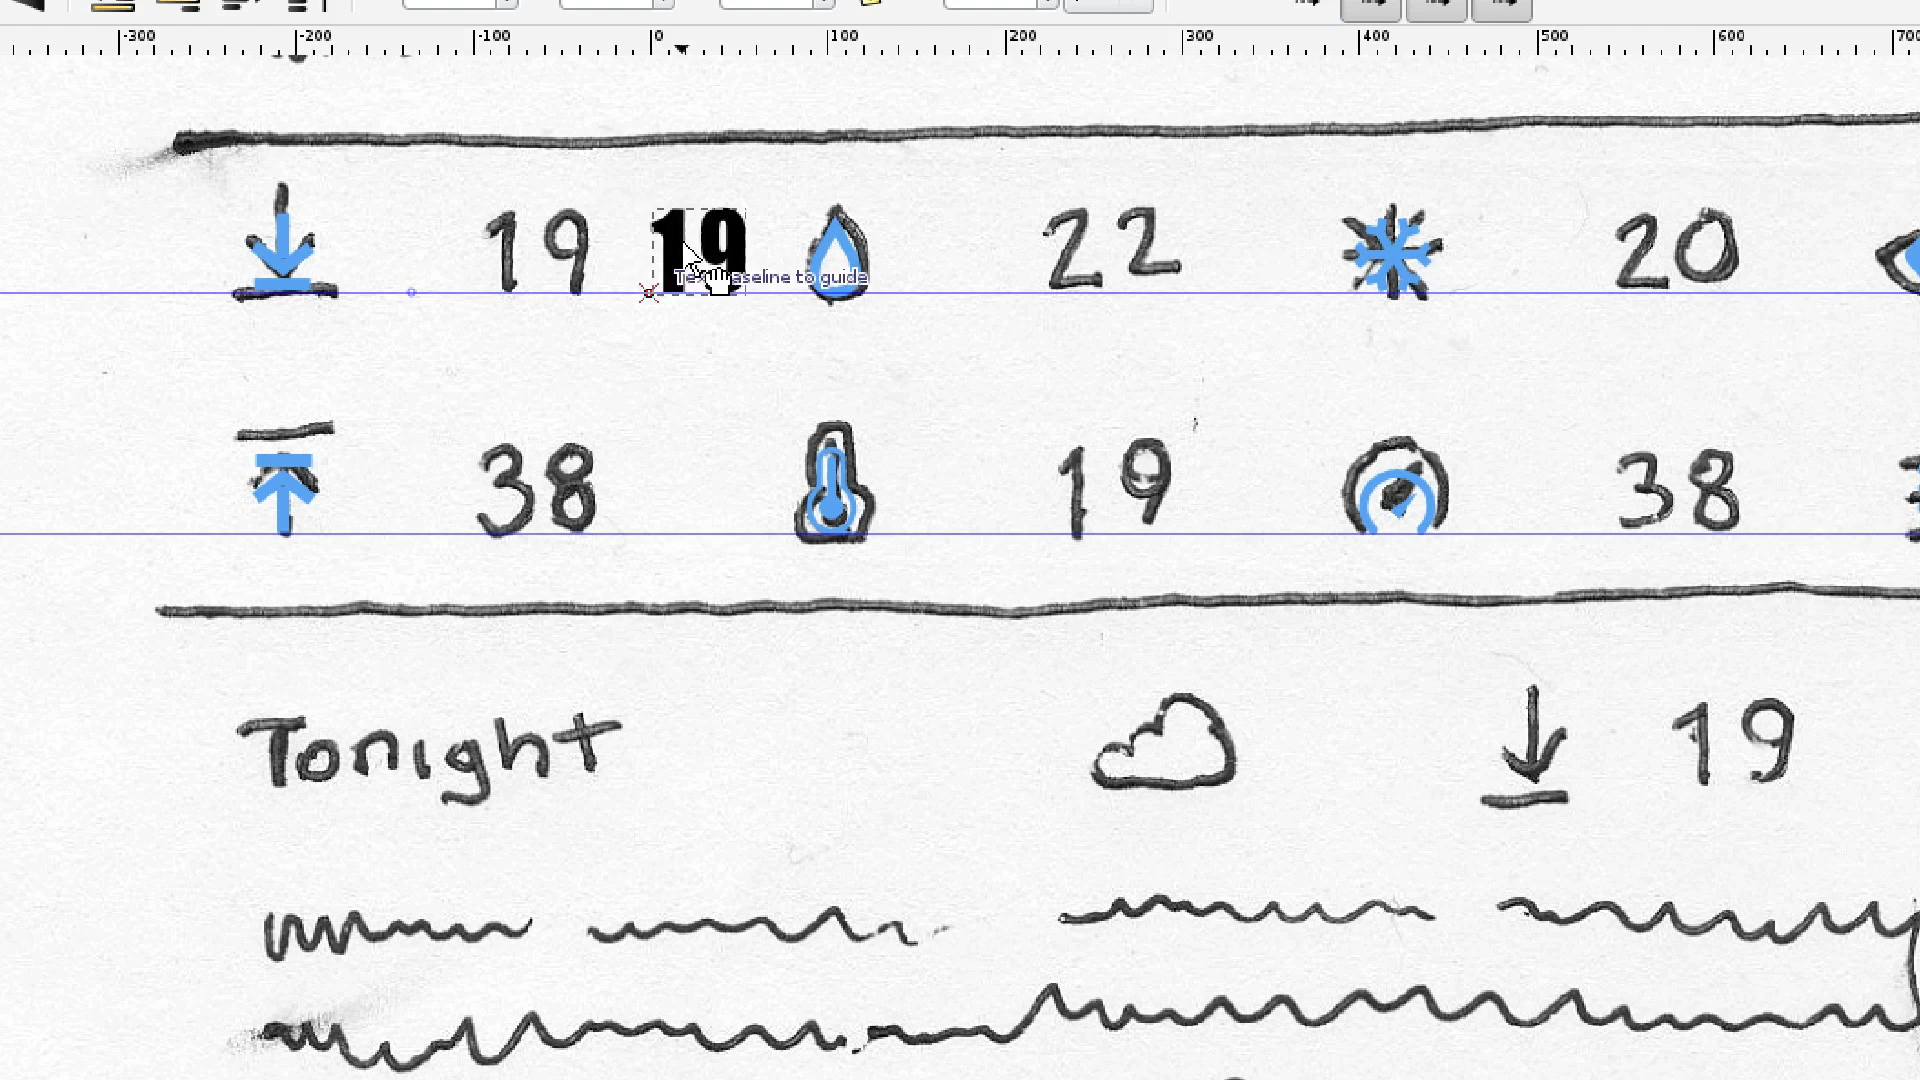 -300 -200 -100 0 100 200 300 400 500 600 700
19 19 22 20
Text baseline to guide
38 19 38
Tonight 19